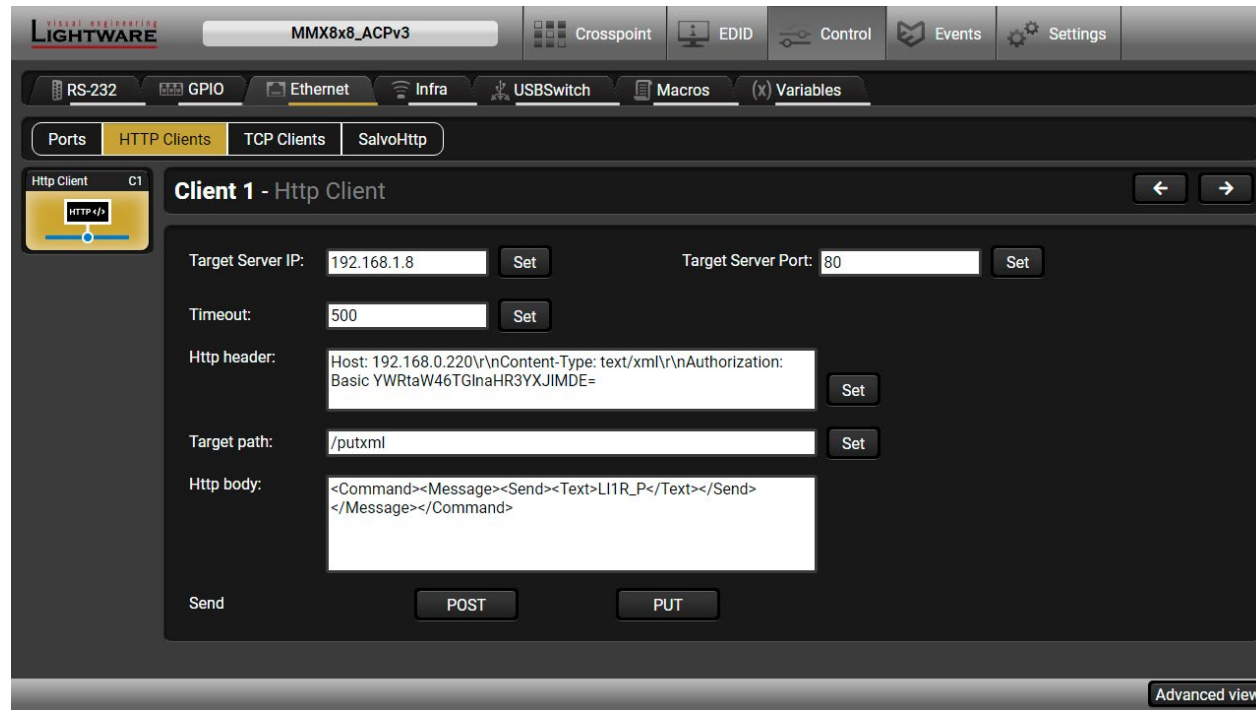 visual engineering
LIGHTWARE
MMX8x8_ACPv3
Crosspoint
EDID
Control
Events
Settings
RS-232
GPIO
Ethernet
Infra
USBSwitch
Macros
(x) Variables
Ports
HTTP Clients
TCP Clients
SalvoHttp
Http Client C1
HTTP </>
Client 1 - Http Client
Target Server IP: 192.168.1.8 Set
Target Server Port: 80 Set
Timeout: 500 Set
Http header:
Host: 192.168.0.220\r\nContent-Type: text/xml\r\nAuthorization:
Basic YWRtaW46TGlnaHR3YXJlMDE=
Set
Target path: /putxml Set
Http body:
<Command><Message><Send><Text>LI1R_P</Text></Send>
</Message></Command>
Send POST PUT
Advanced view